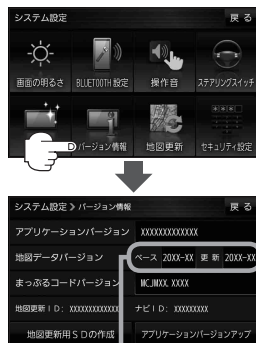 システム設定
戻る
画面の明るさ
BLUETOOTH 設定
操作音
ステアリングスイッチ
バージョン情報
地図更新
セキュリティ設定
システム設定 》 バージョン情報
戻る
アプリケーションバージョン XXXXXXXXXXXXX
地図データバージョン ベース 20XX-XX 更新 20XX-XX
まっぷるコードバージョン MCJMXX.XXXX
地図更新ID: XXXXXXXXXXXX ナビID: XXXXXXXXX
地図更新用SDの作成
アプリケーションバージョンアップ